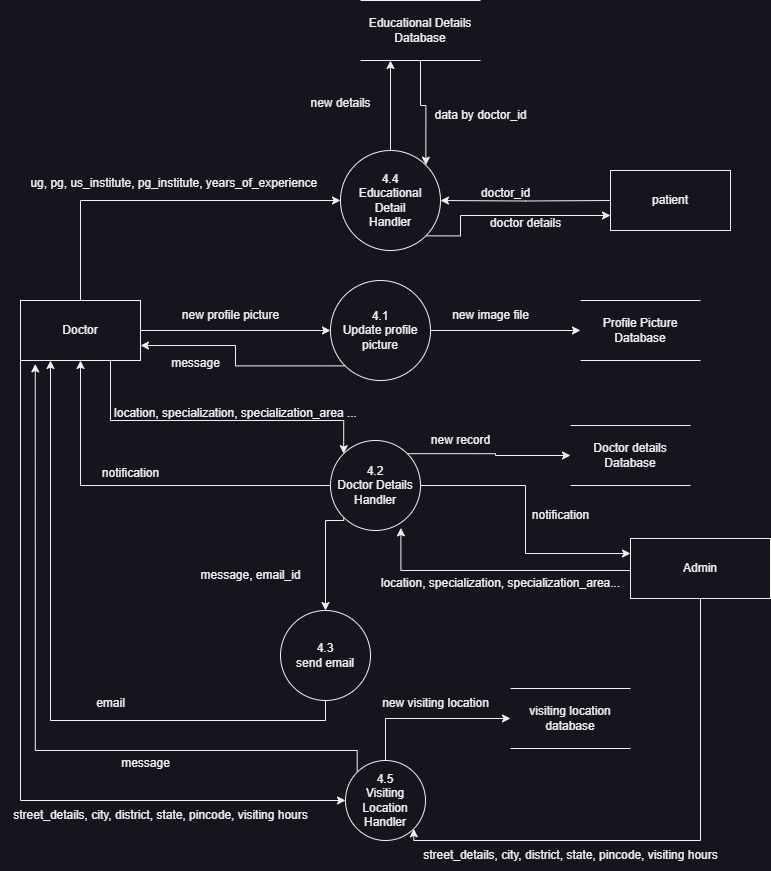 Educational Details
Database
new details
data by doctor_id
4.4
Educational
Detail
Handler
ug, pg, us_institute, pg_institute, years_of_experience
doctor_id
patient
doctor details
Doctor
new profile picture
4.1
Update profile
picture
new image file
Profile Picture
Database
message
location, specialization, specialization_area ...
new record
Doctor details
Database
4.2
Doctor Details
Handler
notification
notification
Admin
message, email_id
location, specialization, specialization_area...
4.3
send email
email
new visiting location
visiting location
database
message
4.5
Visiting
Location
Handler
street_details, city, district, state, pincode, visiting hours
street_details, city, district, state, pincode, visiting hours